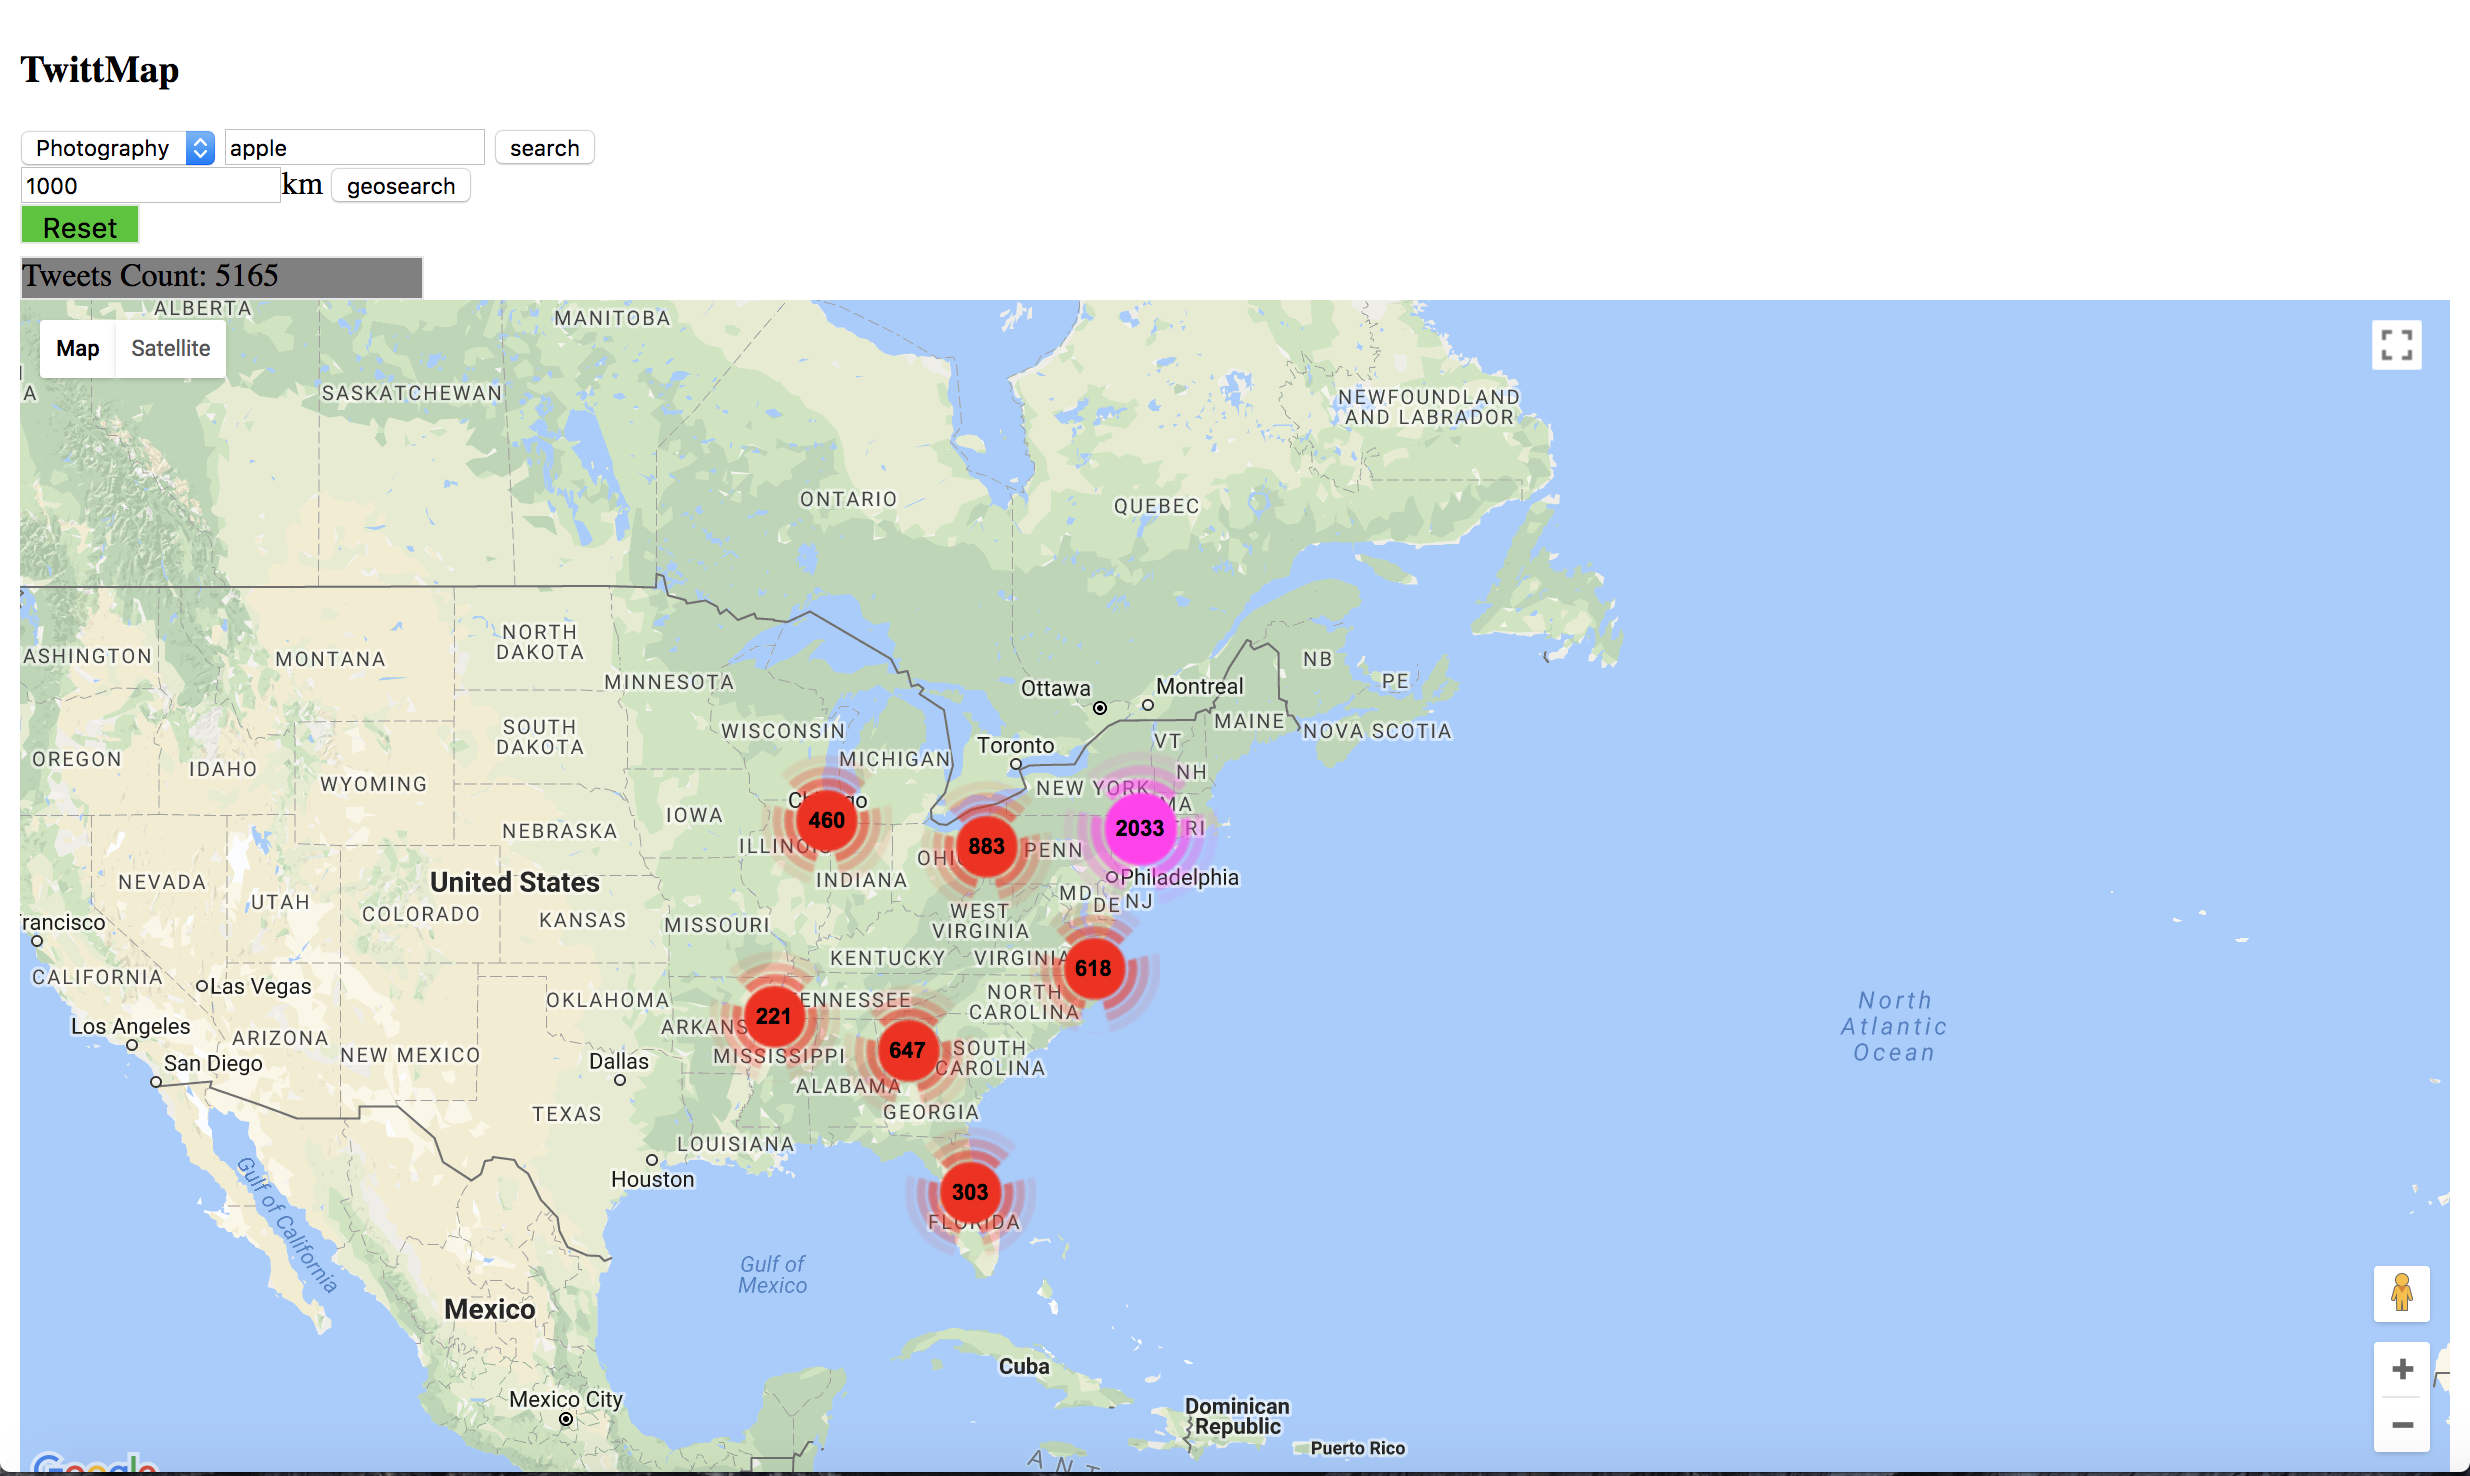 TwittMap
Photography apple search
1000 km geosearch
Reset
Tweets Count: 5165
Map Satellite
ALBERTA
MANITOBA
A
SASKATCHEWAN
NEWFOUNDLAND
AND LABRADOR
ONTARIO
QUEBEC
ASHINGTON
MONTANA
NORTH
DAKOTA
MINNESOTA
NB
PE
Ottawa
Montreal
MAINE
NOVA SCOTIA
OREGON
IDAHO
WYOMING
SOUTH
DAKOTA
WISCONSIN
MICHIGAN
Toronto
VT
NH
NEW YORK
MA
RI
IOWA
NEBRASKA
460
883
2033
ILLINOIS
INDIANA
OHIO
PENN
Philadelphia
MD
DE
NJ
NEVADA
UTAH
COLORADO
United States
KANSAS
MISSOURI
WEST
VIRGINIA
KENTUCKY
VIRGINIA
618
rancisco
CALIFORNIA
Las Vegas
Los Angeles
San Diego
ARIZONA
NEW MEXICO
OKLAHOMA
ARKANS
221
ENNESSEE
NORTH
CAROLINA
MISSISSIPPI
647
SOUTH
CAROLINA
ALABAMA
GEORGIA
Dallas
TEXAS
LOUISIANA
Houston
303
FLORIDA
North
Atlantic
Ocean
Gulf of California
Gulf of
Mexico
Mexico
Mexico City
Cuba
Dominican
Republic
Puerto Rico
A N T
Google